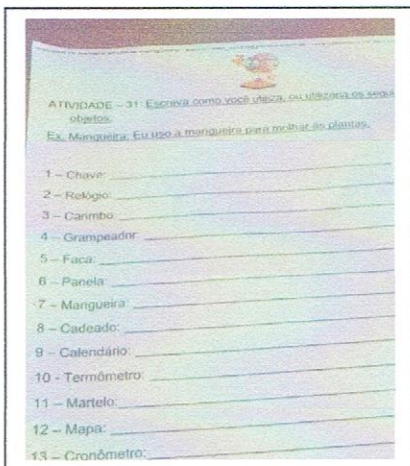 ATIVIDADE – 31: Escreva como você utiliza, ou utilizaria os
objetos.
Ex. Mangueira: Eu uso a mangueira para molhar as plantas.
1 – Chave:
2 – Relógio:
3 – Carimbo:
4 – Grampeador:
5 – Faca:
6 – Panela:
7 – Mangueira:
8 – Cadeado:
9 – Calendário:
10 - Termômetro:
11 – Martelo:
12 – Mapa:
13 – Cronômetro: